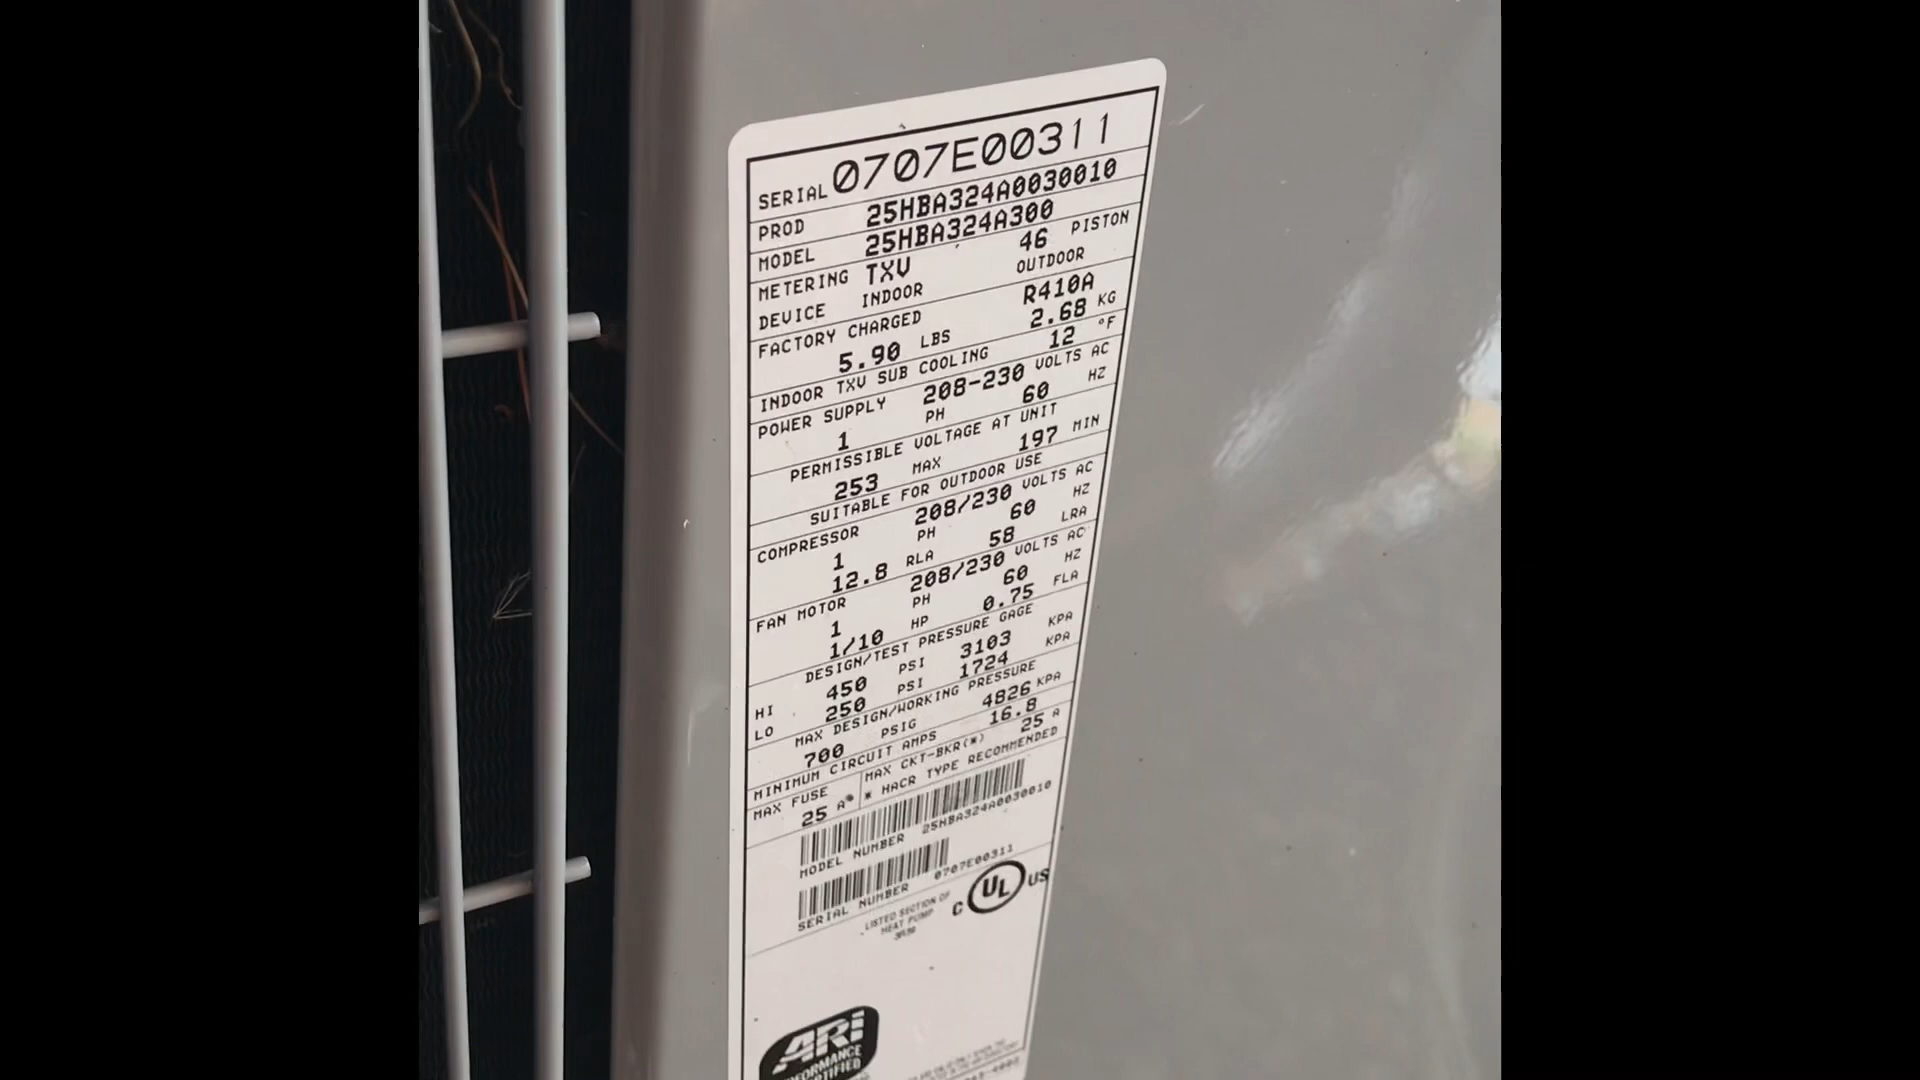 SERIAL 0707E00311
PROD 25HBA324A0030010
MODEL 25HBA324A300
METERING TXV 46 PISTON
DEVICE INDOOR OUTDOOR
FACTORY CHARGED R410A
5.90 LBS 2.68 KG
INDOOR TXV SUB COOLING 12 °F
POWER SUPPLY 208-230 VOLTS AC
1 PH 60 HZ
PERMISSIBLE VOLTAGE AT UNIT
253 MAX 197 MIN
SUITABLE FOR OUTDOOR USE
COMPRESSOR 208/230 VOLTS AC
1 PH 60 HZ
12.8 RLA 58 LRA
FAN MOTOR 208/230 VOLTS AC
1 PH 60 HZ
1/10 HP 0.75 FLA
DESIGN/TEST PRESSURE GAGE
HI 450 PSI 3103 KPA
LO 250 PSI 1724 KPA
MAX DESIGN/WORKING PRESSURE
700 PSIG 4826 KPA
MINIMUM CIRCUIT AMPS 16.8
MAX FUSE MAX CKT-BKR(*) 25 A
25 A* * HACR TYPE RECOMMENDED
MODEL NUMBER 25HBA324A0030010
SERIAL NUMBER 0707E00311
LISTED SECTION OF
HEAT PUMP
C UL US
ARI
PERFORMANCE
CERTIFIED